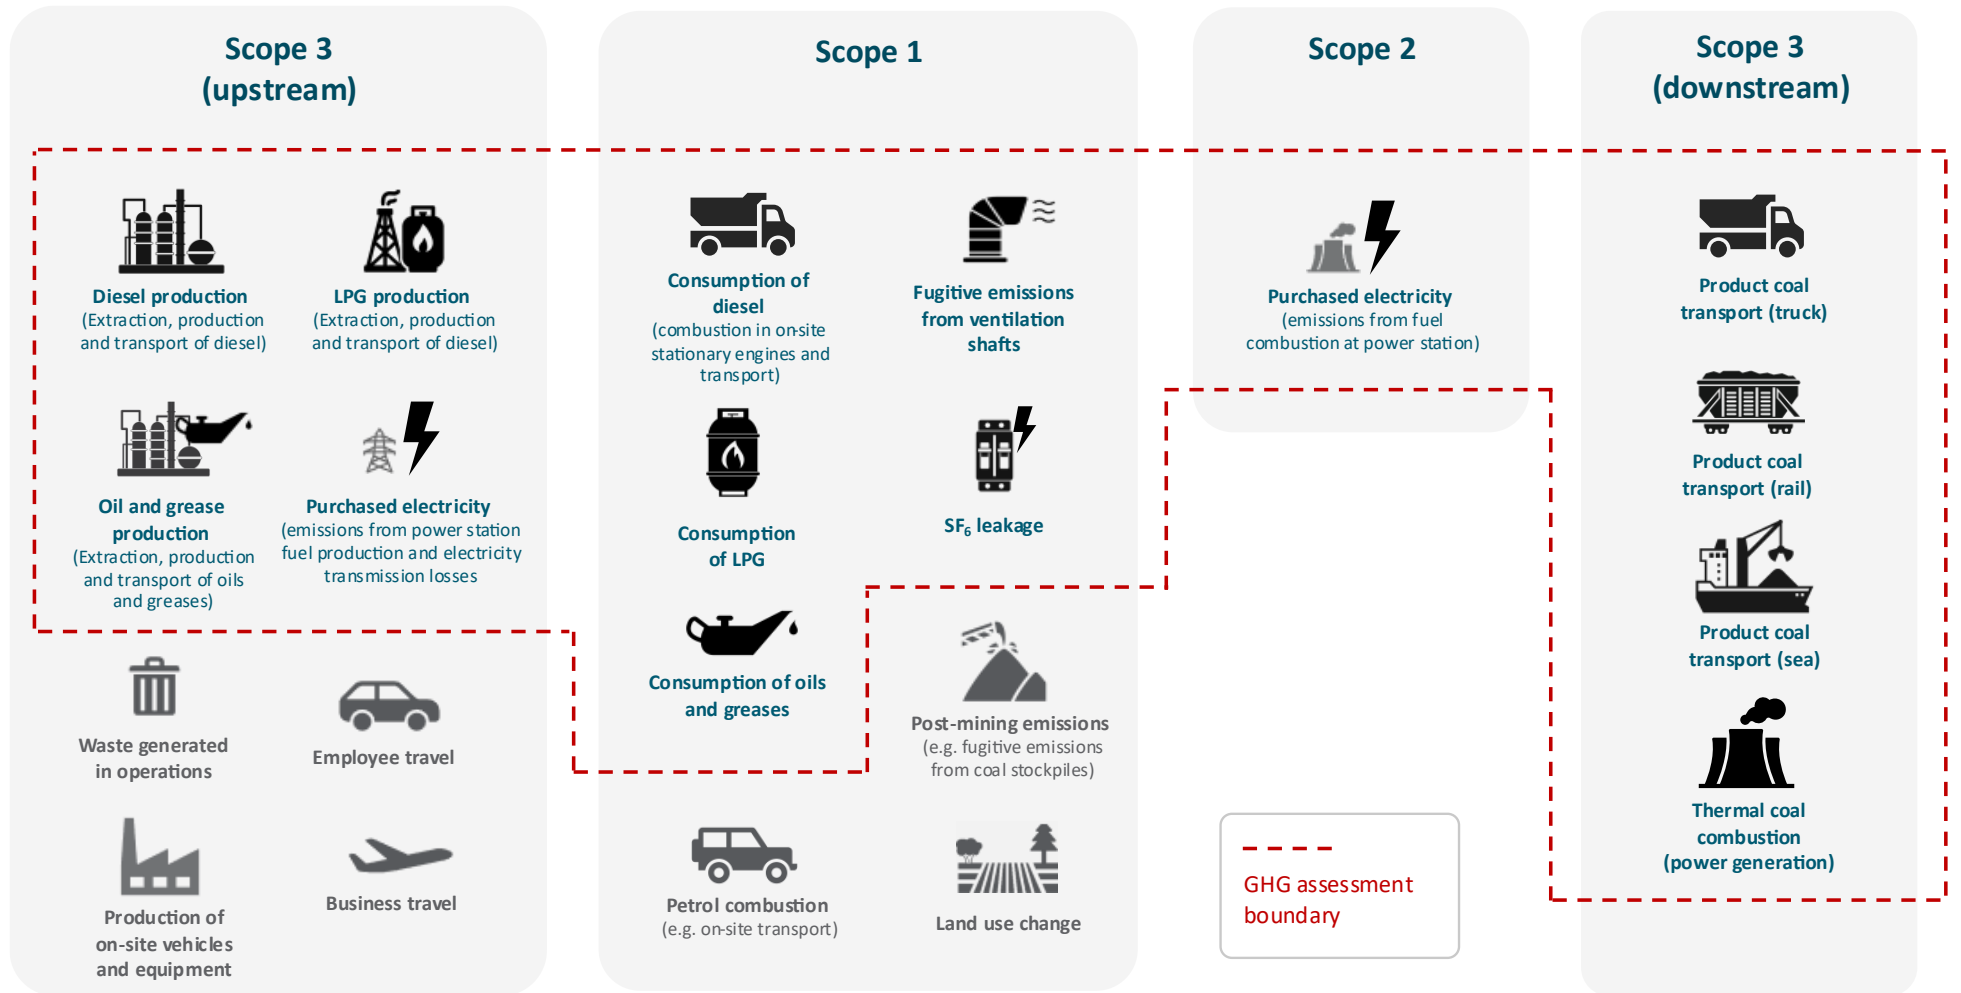 Scope 3
(upstream)
Diesel production
(Extraction, production
and transport of diesel)
LPG production
(Extraction, production
and transport of diesel)
Oil and grease
production
(Extraction, production
and transport of oils
and greases)
Purchased electricity
(emissions from power station
fuel production and electricity
transmission losses
Waste generated
in operations
Employee travel
Production of
on-site vehicles
and equipment
Business travel
Scope 1
Consumption of
diesel
(combustion in on-site
stationary engines and
transport)
Fugitive emissions
from ventilation
shafts
Consumption
of LPG
SF₆ leakage
Consumption of oils
and greases
Post-mining emissions
(e.g. fugitive emissions
from coal stockpiles)
Petrol combustion
(e.g. on-site transport)
Land use change
Scope 2
Purchased electricity
(emissions from fuel
combustion at power station)
GHG assessment
boundary
Scope 3
(downstream)
Product coal
transport (truck)
Product coal
transport (rail)
Product coal
transport (sea)
Thermal coal
combustion
(power generation)